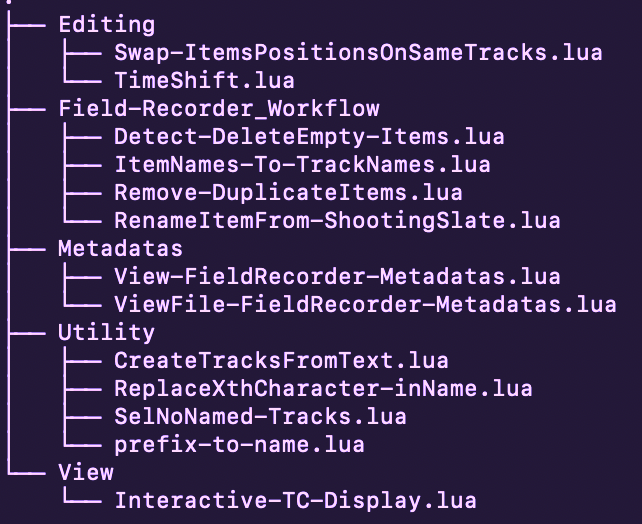 .
├── Editing
│   ├── Swap-ItemsPositionsOnSameTracks.lua
│   └── TimeShift.lua
├── Field-Recorder_Workflow
│   ├── Detect-DeleteEmpty-Items.lua
│   ├── ItemNames-To-TrackNames.lua
│   ├── Remove-DuplicateItems.lua
│   └── RenameItemFrom-ShootingSlate.lua
├── Metadatas
│   ├── View-FieldRecorder-Metadatas.lua
│   └── ViewFile-FieldRecorder-Metadatas.lua
├── Utility
│   ├── CreateTracksFromText.lua
│   ├── ReplaceXthCharacter-inName.lua
│   ├── SelNoNamed-Tracks.lua
│   └── prefix-to-name.lua
└── View
    └── Interactive-TC-Display.lua